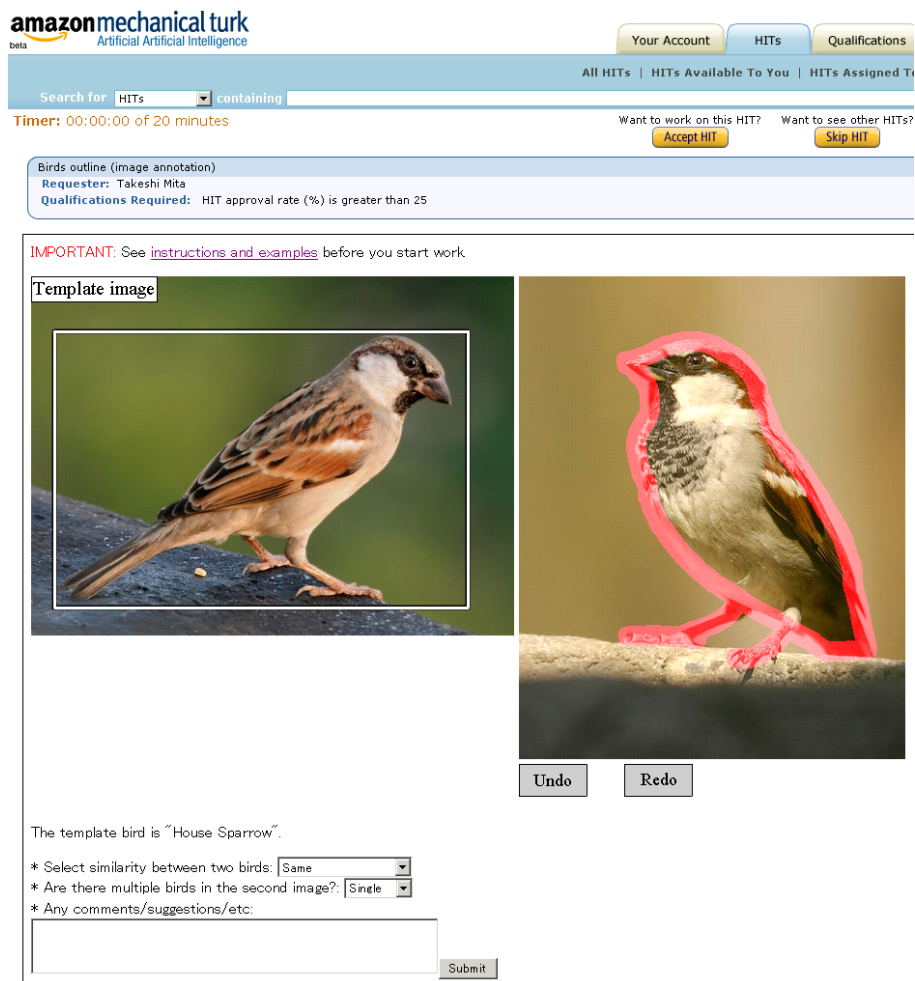 amazonmechanical turk
beta
Artificial Artificial Intelligence
Your Account
HITs
Qualifications
All HITs | HITs Available To You | HITs Assigned
Search for HITs containing
Timer: 00:00:00 of 20 minutes
Want to work on this HIT? Want to see other HITs?
Accept HIT Skip HIT
Birds outline (image annotation)
Requester: Takeshi Mita
Qualifications Required: HIT approval rate (%) is greater than 25
IMPORTANT: See instructions and examples before you start work.
Template image
Undo Redo
The template bird is "House Sparrow".
* Select similarity between two birds: Same
* Are there multiple birds in the second image?: Single
* Any comments/suggestions/etc:
Submit